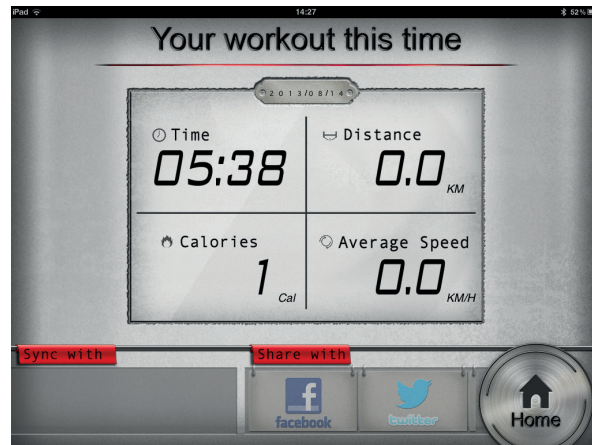 iPad 14:27 52%
Your workout this time
2013/08/14
Time
05:38
Distance
0.0 KM
Calories
1 Cal
Average Speed
0.0 KM/H
Sync with
Share with
facebook
twitter
Home